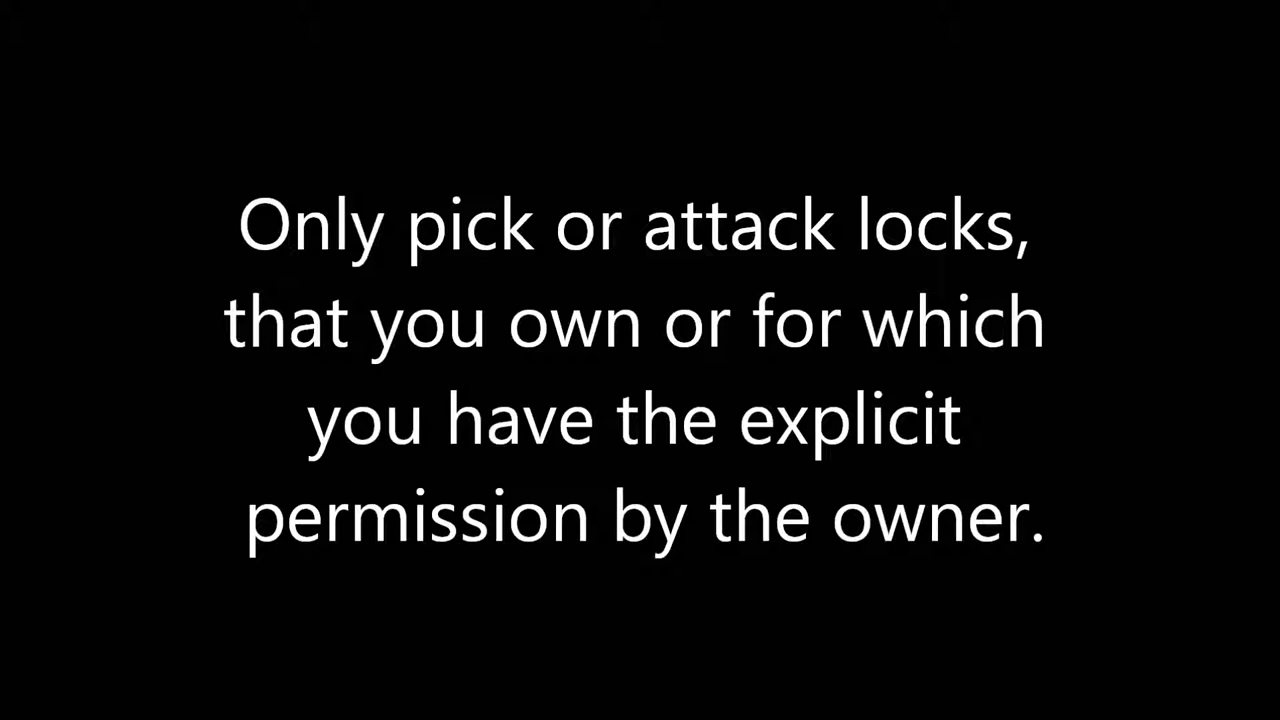 Only pick or attack locks,
that you own or for which
you have the explicit
permission by the owner.